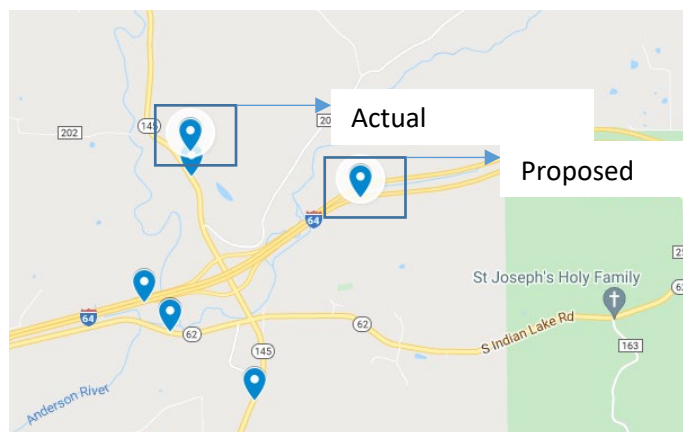 Actual
145
202
20
Proposed
64
25
St Joseph's Holy Family
62
S Indian Lake Rd
64
62
62
145
163
Anderson River